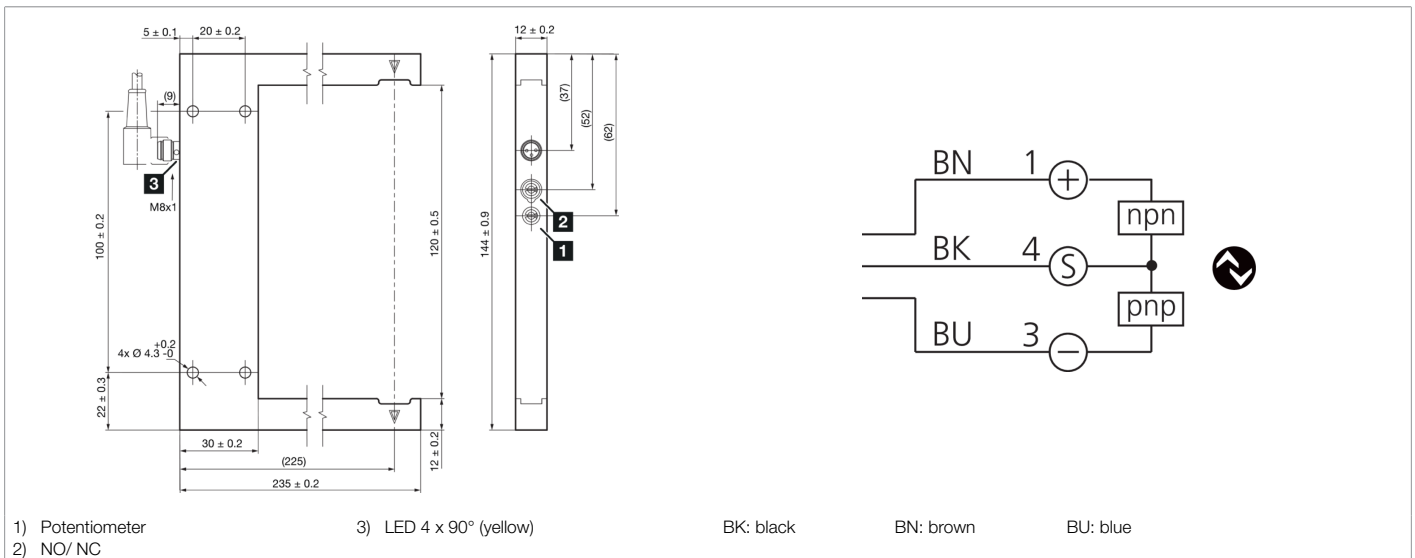 5 ± 0.1
20 ± 0.2
(9)
3
M8x1
100 ± 0.2
4x Ø 4.3 +0.2 -0
22 ± 0.3
30 ± 0.2
(225)
235 ± 0.2
120 ± 0.5
12 ± 0.2
12 ± 0.2
(37)
(52)
(62)
144 ± 0.9
2
1
BN 1 +
npn
BK 4 S
pnp
BU 3 −
1) Potentiometer
2) NO/ NC
3) LED 4 x 90° (yellow)
BK: black
BN: brown
BU: blue